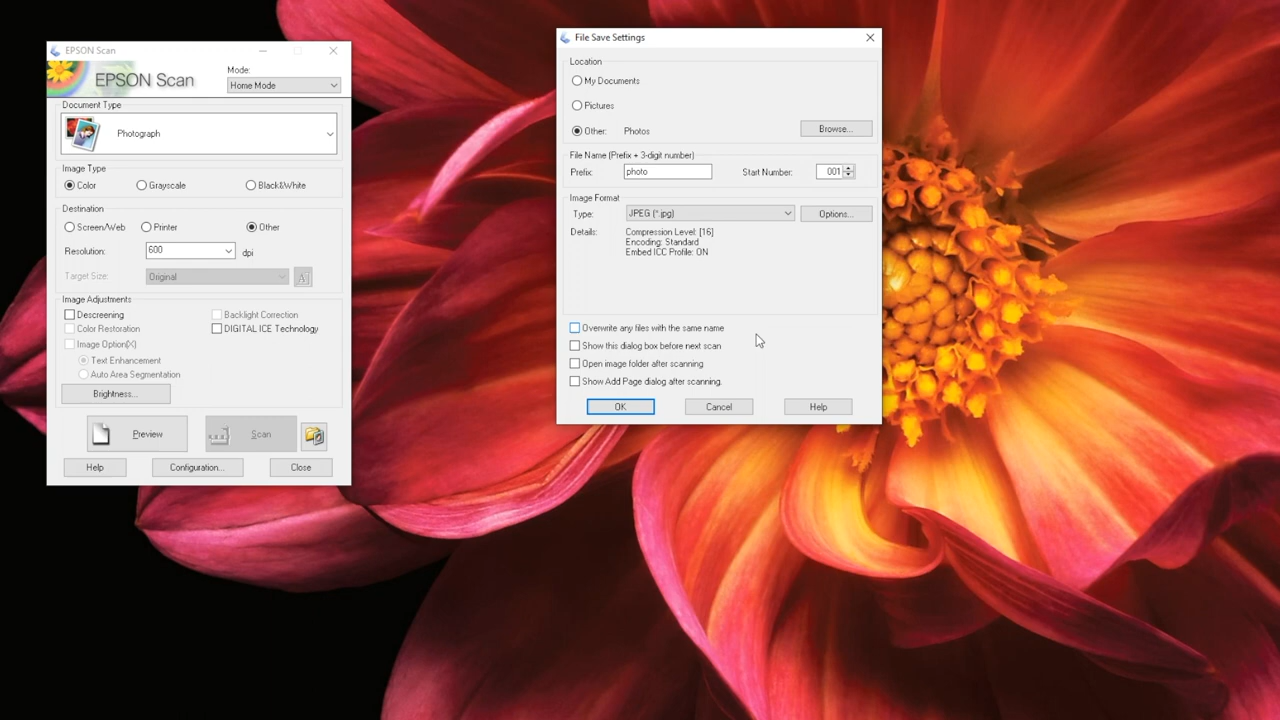 EPSON Scan
EPSON Scan
Mode:
Home Mode
Document Type
Photograph
Image Type
Color
Grayscale
Black&White
Destination
Screen/Web
Printer
Other
Resolution:
600
dpi
Target Size:
Original
A
Image Adjustments
Descreening
Backlight Correction
Color Restoration
DIGITAL ICE Technology
Image Option(X)
Text Enhancement
Auto Area Segmentation
Brightness...
Preview
Scan
Help
Configuration...
Close
File Save Settings
Location
My Documents
Pictures
Other:
Photos
Browse...
File Name (Prefix + 3-digit number)
Prefix:
photo
Start Number:
001
Image Format
Type:
JPEG (*.jpg)
Options...
Details:
Compression Level: [16]
Encoding: Standard
Embed ICC Profile: ON
Overwrite any files with the same name
Show this dialog box before next scan
Open image folder after scanning
Show Add Page dialog after scanning.
OK
Cancel
Help